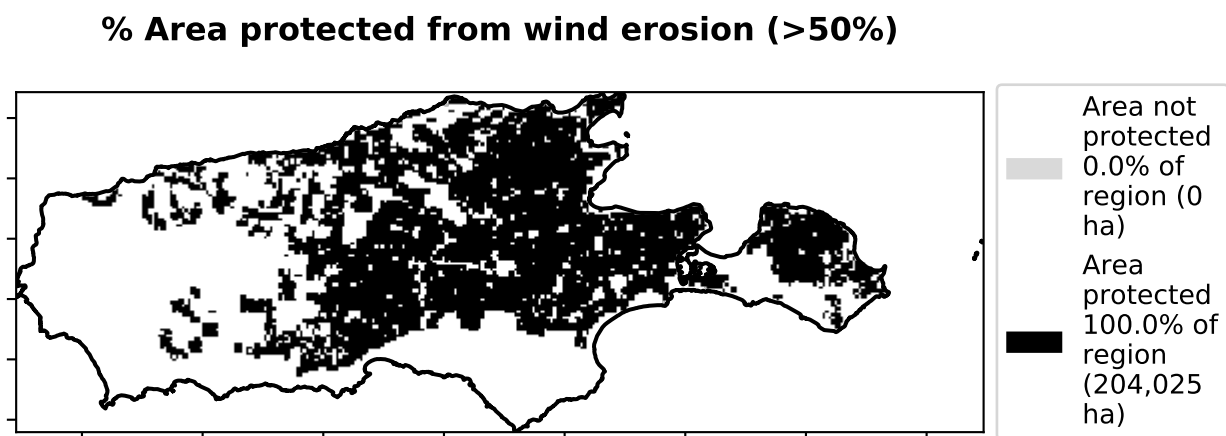 % Area protected from wind erosion (>50%)
Area not
protected
0.0% of
region (0
ha)
Area
protected
100.0% of
region
(204,025
ha)